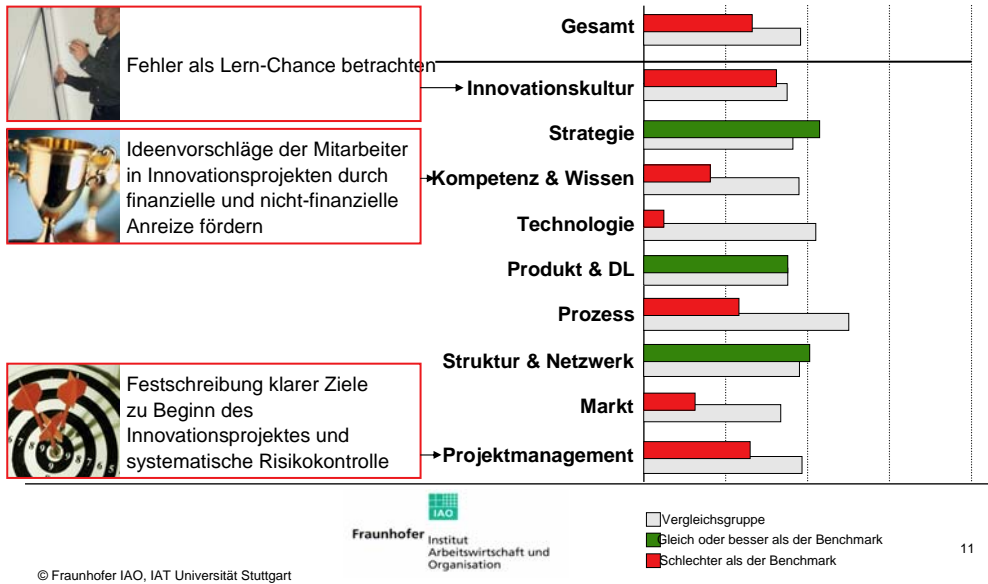 Gesamt
Fehler als Lern-Chance betrachten
Innovationskultur
Strategie
Ideenvorschläge der Mitarbeiter
in Innovationsprojekten durch
finanzielle und nicht-finanzielle
Anreize fördern
Kompetenz & Wissen
Technologie
Produkt & DL
Prozess
Struktur & Netzwerk
Markt
Festschreibung klarer Ziele
zu Beginn des
Innovationsprojektes und
systematische Risikokontrolle
Projektmanagement
IAO
Fraunhofer Institut
Arbeitswirtschaft und
Organisation
Vergleichsgruppe
Gleich oder besser als der Benchmark
Schlechter als der Benchmark
11
© Fraunhofer IAO, IAT Universität Stuttgart